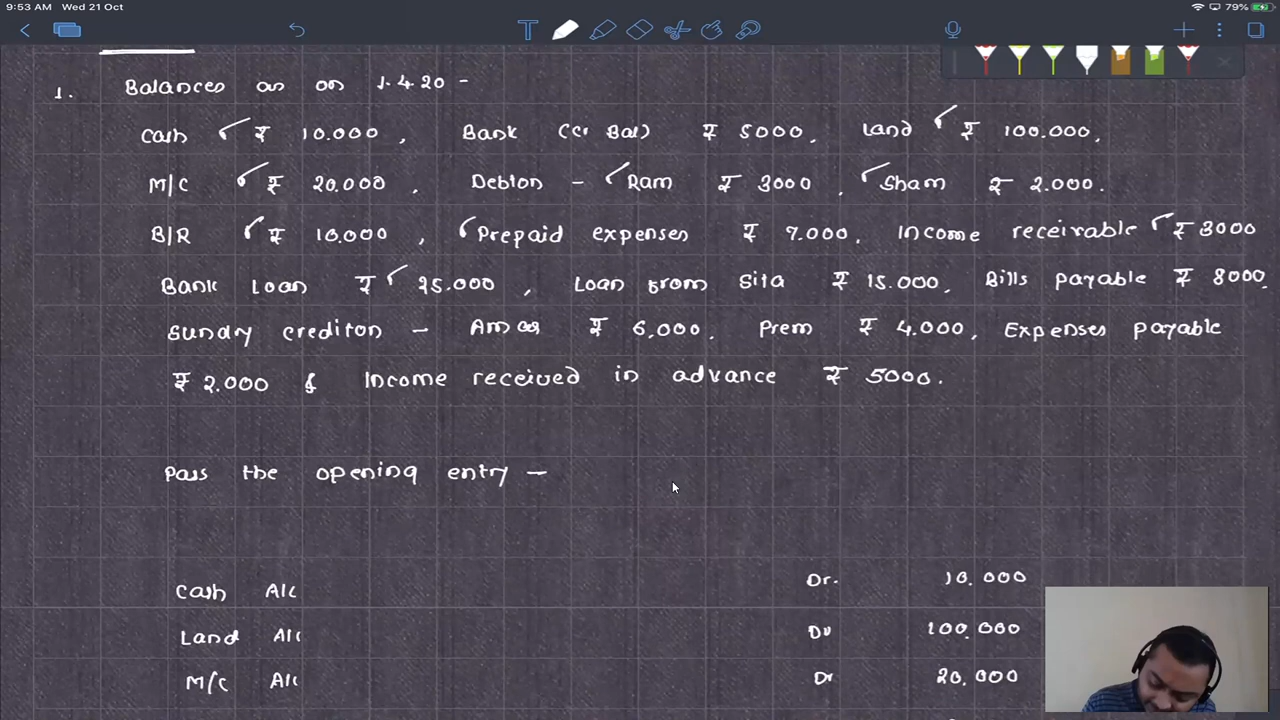 9:53 AM Wed 21 Oct 79%
1. Balances as on 1.4.20 -
Cash ₹ 10.000, Bank (Cr Bal) ₹ 5000, Land ₹ 100.000,
M/C ₹ 20.000, Debtors - Ram ₹ 3000, Sham ₹ 2.000.
B/R ₹ 10.000, Prepaid expenses ₹ 7.000, Income receivable ₹ 3000
Bank Loan ₹ 25.000, Loan from Sita ₹ 15.000, Bills payable ₹ 8000.
Sundry creditors - Amar ₹ 6.000, Prem ₹ 4.000, Expenses payable
₹ 2.000 & Income received in advance ₹ 5000.
Pass the opening entry -
Cash A/c Dr. 10.000
Land A/c Dr 100.000
M/C A/c Dr 20.000